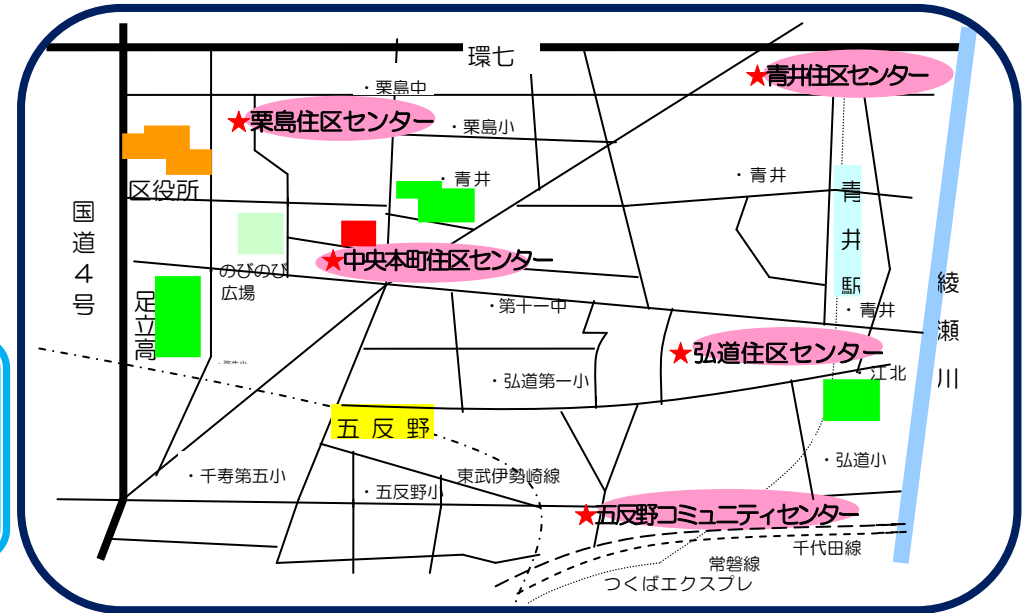 環七
青井住区センター
・栗島中
栗島住区センター
・栗島小
・青井
・青井
区役所
青井駅
国道４号
中央本町住区センター
のびのび
広場
綾瀬川
足立高
・第十一中
・青井
弘道住区センター
・江北
・弘道第一小
五反野
・弘道小
・千寿第五小
東武伊勢崎線
・五反野小
五反野コミュニティセンター
千代田線
常磐線
つくばエクスプレ